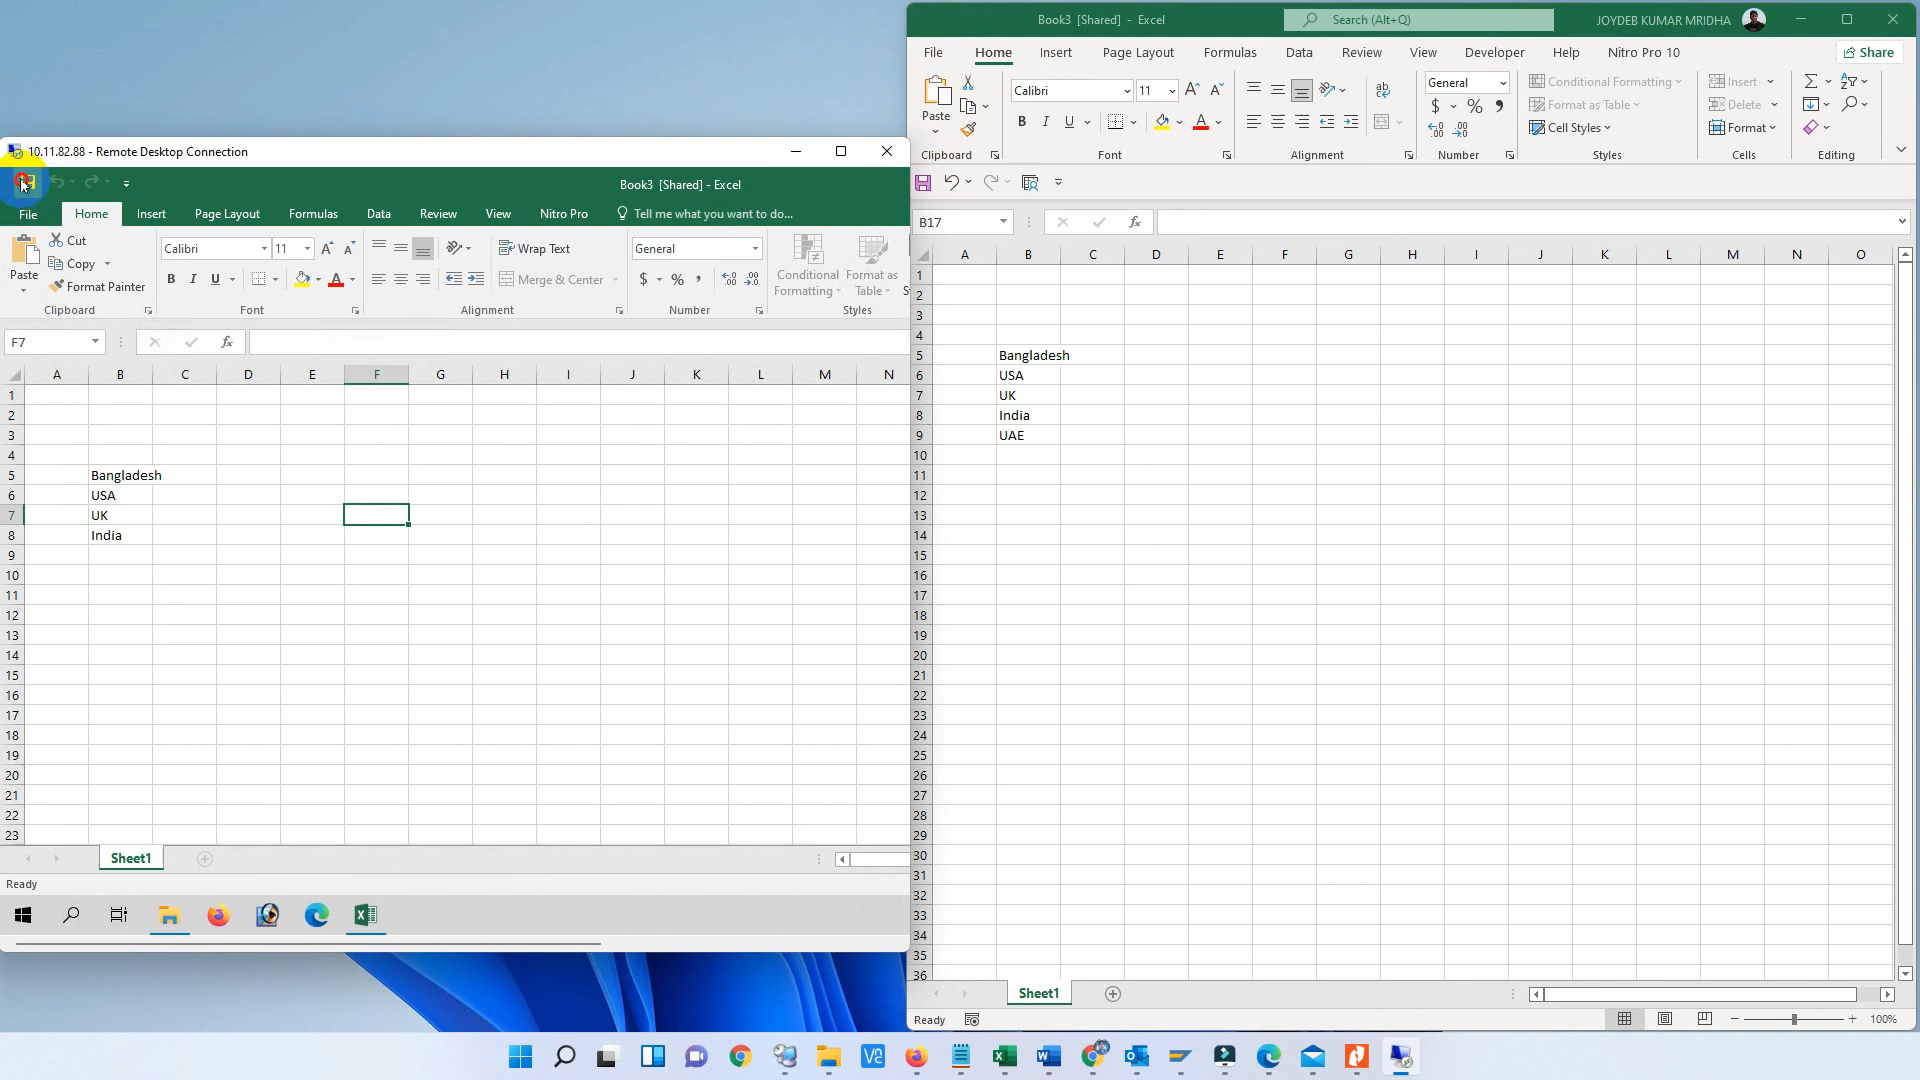 Book3 [Shared] - Excel
Search (Alt+Q)
JOYDEB KUMAR MRIDHA
File Home Insert Page Layout Formulas Data Review View Developer Help Nitro Pro 10 Share
Calibri 11
General
Paste
Conditional Formatting
Format as Table
Cell Styles
Insert
Delete
Format
Clipboard Font Alignment Number Styles Cells Editing
B17
A B C D E F G H I J K L M N O
1
2
3
4
5 Bangladesh
6 USA
7 UK
8 India
9 UAE
10
11
12
13
14
15
16
17
18
19
20
21
22
23
24
25
26
27
28
29
30
31
32
33
34
35
36
Sheet1
Ready
100%
10.11.82.88 - Remote Desktop Connection
Book3 [Shared] - Excel
File Home Insert Page Layout Formulas Data Review View Nitro Pro Tell me what you want to do...
Paste
Cut
Copy
Format Painter
Calibri 11
Wrap Text
Merge & Center
General
Conditional Formatting
Format as Table
Clipboard Font Alignment Number Styles
F7
A B C D E F G H I J K L M N
1
2
3
4
5 Bangladesh
6 USA
7 UK
8 India
9
10
11
12
13
14
15
16
17
18
19
20
21
22
23
Sheet1
Ready